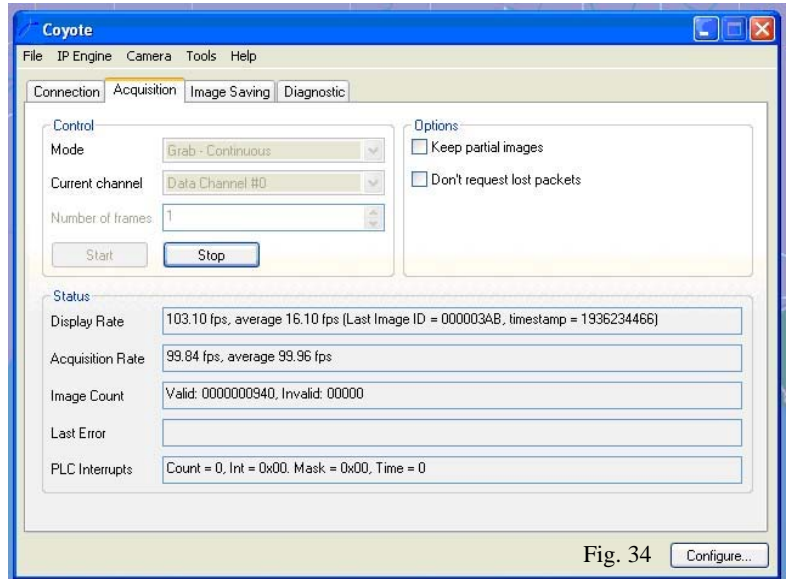 Coyote
File IP Engine Camera Tools Help
Connection Acquisition Image Saving Diagnostic
Control
Mode Grab - Continuous
Current channel Data Channel #0
Number of frames 1
Start Stop
Options
Keep partial images
Don't request lost packets
Status
Display Rate 103.10 fps, average 16.10 fps (Last Image ID = 000003AB, timestamp = 1936234466)
Acquisition Rate 99.84 fps, average 99.96 fps
Image Count Valid: 0000000940, Invalid: 00000
Last Error
PLC Interrupts Count = 0, Int = 0x00. Mask = 0x00, Time = 0
Fig. 34 Configure...